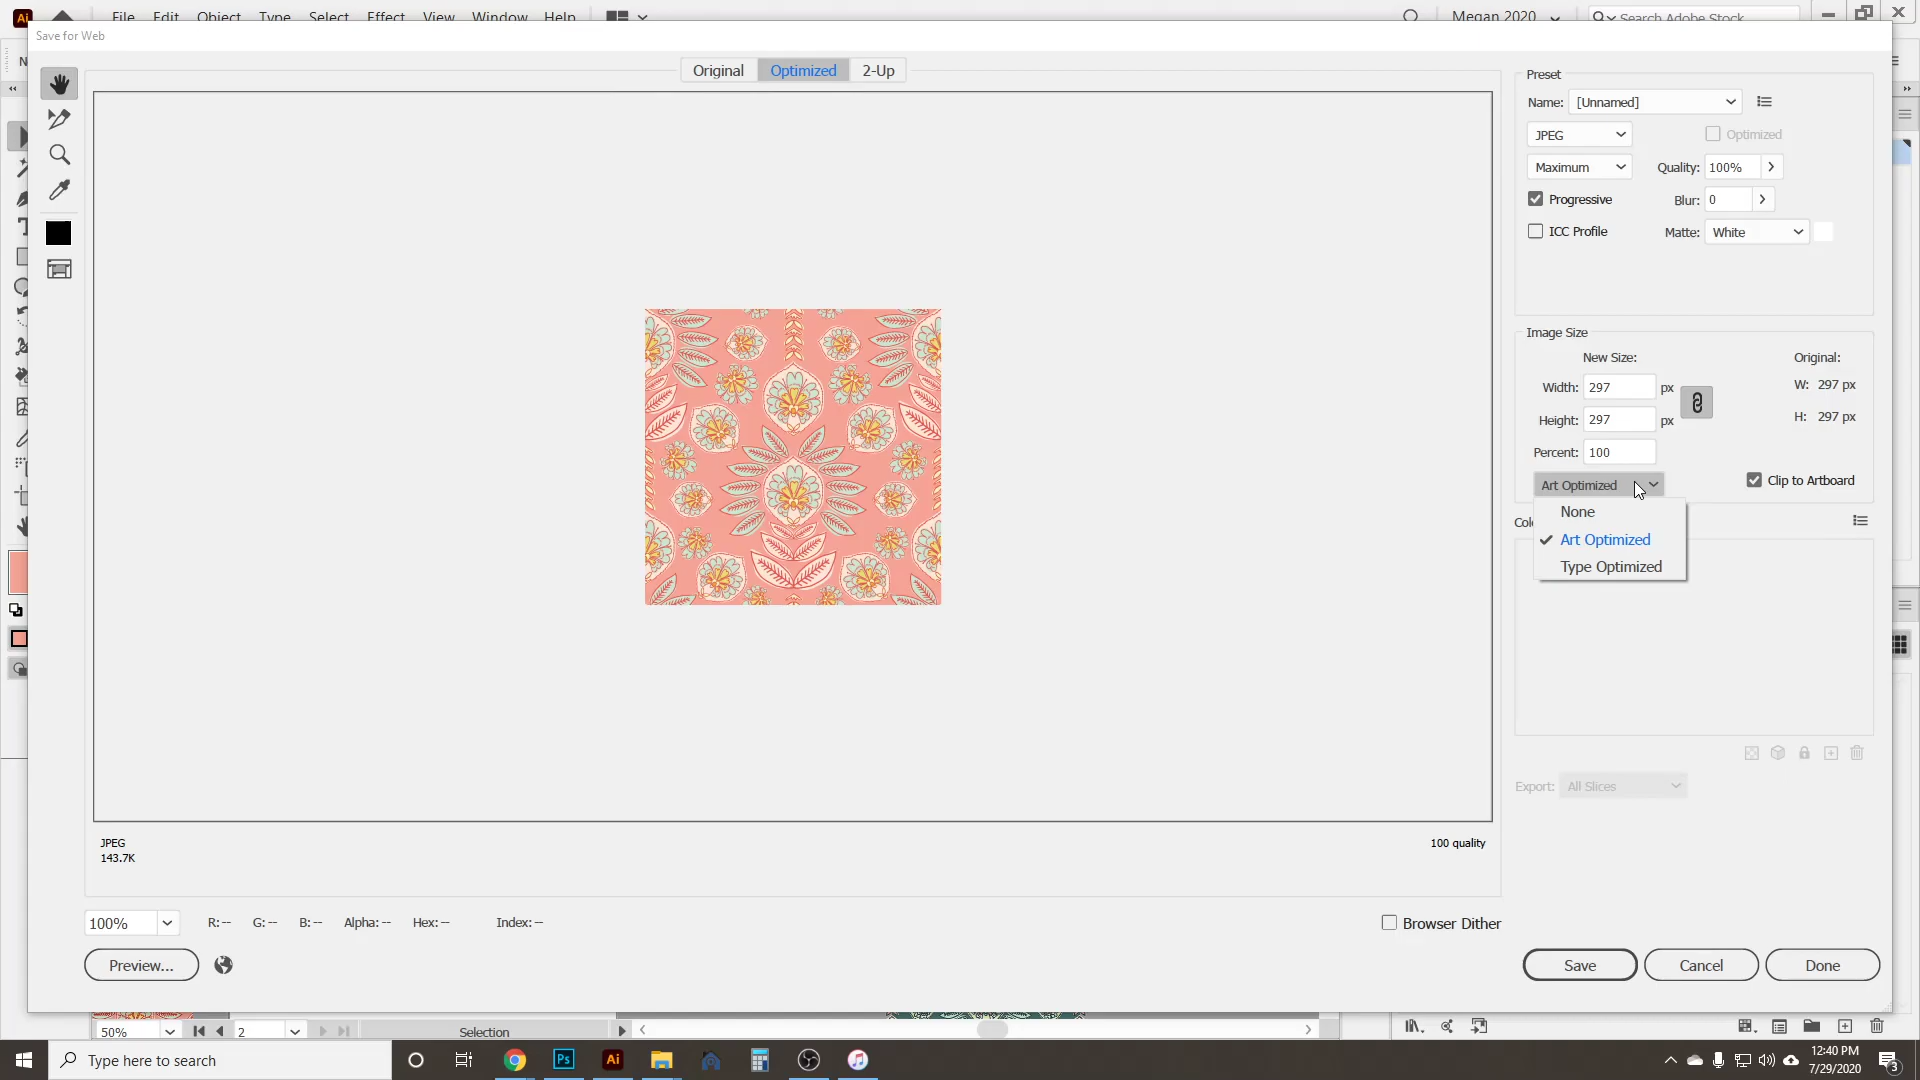 Ai File Edit Object Type Select Effect View Window Help Megan 2020 Search Adobe Stock
Save for Web
Original Optimized 2-Up
Preset
Name: [Unnamed]
JPEG Optimized
Maximum Quality: 100%
Progressive Blur: 0
ICC Profile Matte: White
Image Size
New Size: Original:
Width: 297 px W: 297 px
Height: 297 px H: 297 px
Percent: 100
Art Optimized Clip to Artboard
None
Art Optimized
Type Optimized
Export: All Slices
JPEG
143.7K
100 quality
100% R: -- G: -- B: -- Alpha: -- Hex: -- Index: --
Browser Dither
Preview... Save Cancel Done
50% 2 Selection
Type here to search
Ps Ai
12:40 PM
7/29/2020
3